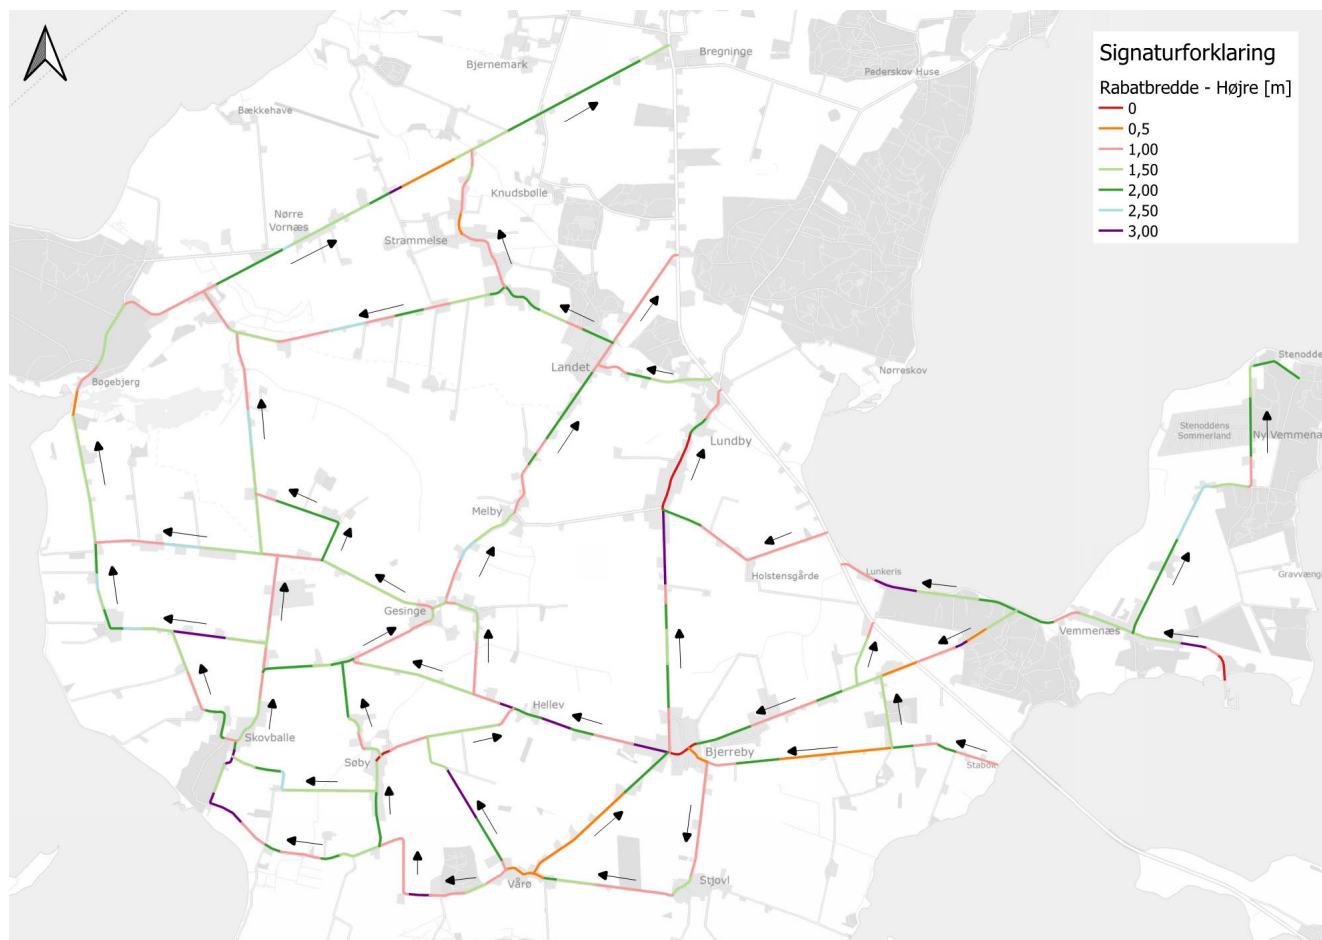 Bregninge
Bjernemark
Pederskov Huse
Bækkehave
Knudsbølle
Nørre
Vornæs
Strammelse
Bøgebjerg
Landet
Nørreskov
Stenodde
Stenoddens
Sommerland
Ny Vemmenæ
Lundby
Melby
Holstensgårde
Lunkeris
Gravvæng
Gesinge
Vemmenæs
Hellev
Skovballe
Søby
Bjerreby
Vårø
Stjovl
Signaturforklaring
Rabatbredde - Højre [m]
0
0,5
1,00
1,50
2,00
2,50
3,00